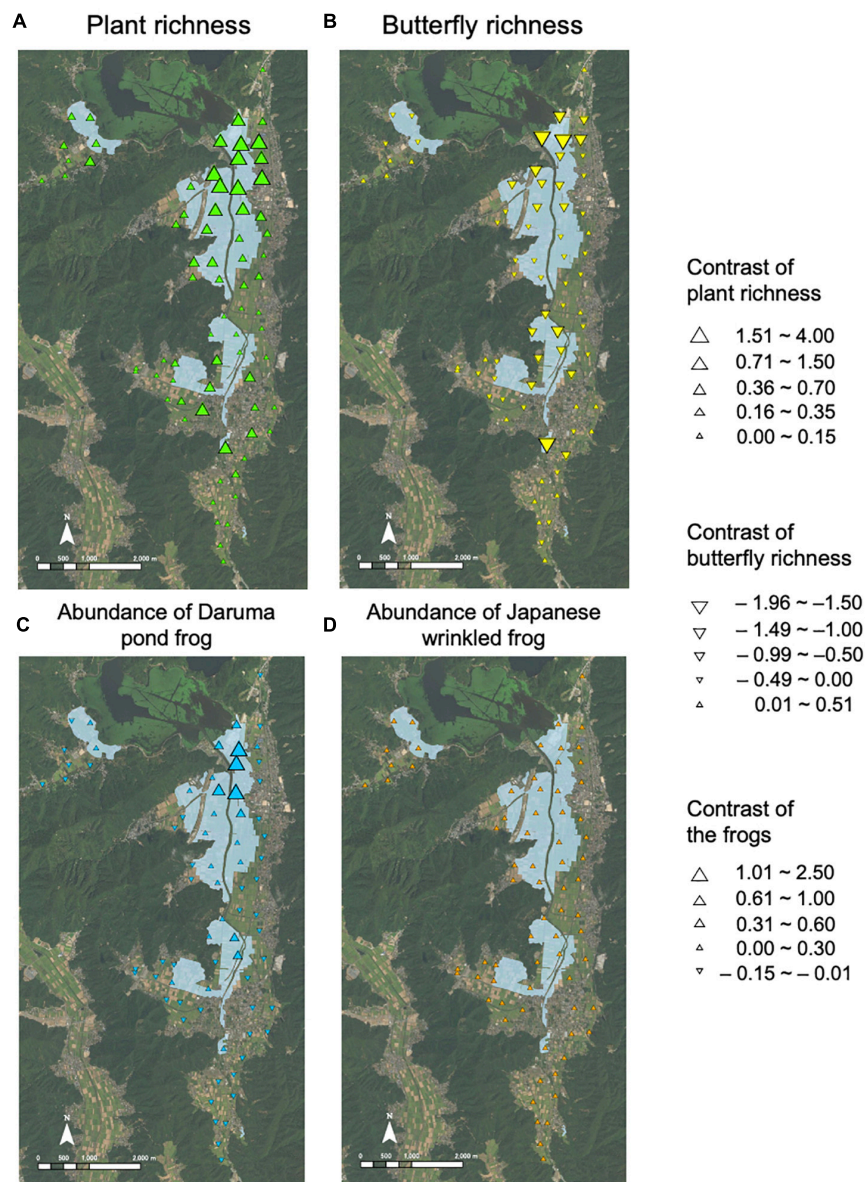 A Plant richness
B Butterfly richness
N
0 500 1,000 2,000 m
N
0 500 1,000 2,000 m
Contrast of
plant richness
1.51 ~ 4.00
0.71 ~ 1.50
0.36 ~ 0.70
0.16 ~ 0.35
0.00 ~ 0.15
Contrast of
butterfly richness
– 1.96 ~ –1.50
– 1.49 ~ –1.00
– 0.99 ~ –0.50
– 0.49 ~ 0.00
0.01 ~ 0.51
C Abundance of Daruma
pond frog
D Abundance of Japanese
wrinkled frog
N
0 500 1,000 2,000 m
N
0 500 1,000 2,000 m
Contrast of
the frogs
1.01 ~ 2.50
0.61 ~ 1.00
0.31 ~ 0.60
0.00 ~ 0.30
– 0.15 ~ – 0.01